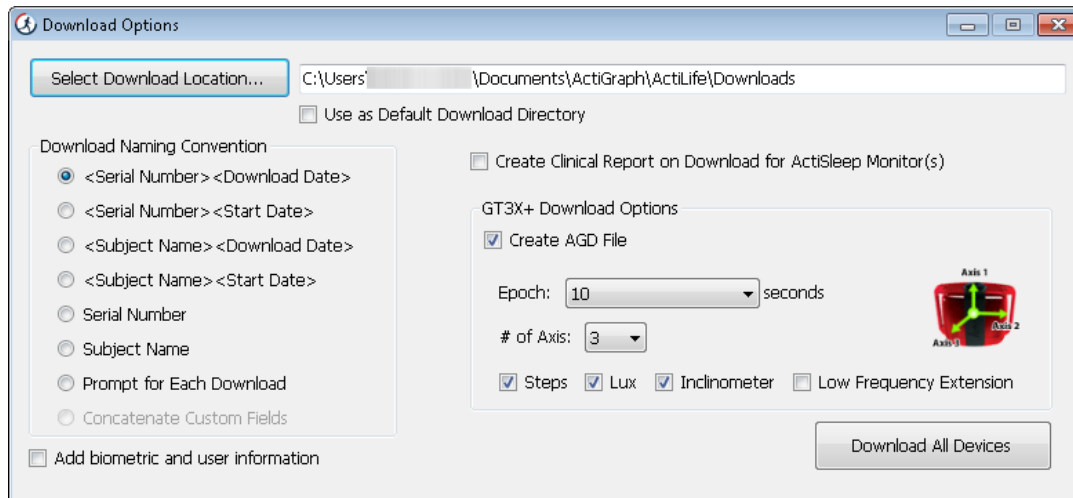 Download Options
Select Download Location...
C:\Users \Documents\ActiGraph\ActiLife\Downloads
Use as Default Download Directory
Download Naming Convention
<Serial Number><Download Date>
<Serial Number><Start Date>
<Subject Name><Download Date>
<Subject Name><Start Date>
Serial Number
Subject Name
Prompt for Each Download
Concatenate Custom Fields
Add biometric and user information
Create Clinical Report on Download for ActiSleep Monitor(s)
GT3X+ Download Options
Create AGD File
Epoch: 10 seconds
# of Axis: 3
Axis 1
Axis 2
Axis 3
Steps Lux Inclinometer Low Frequency Extension
Download All Devices